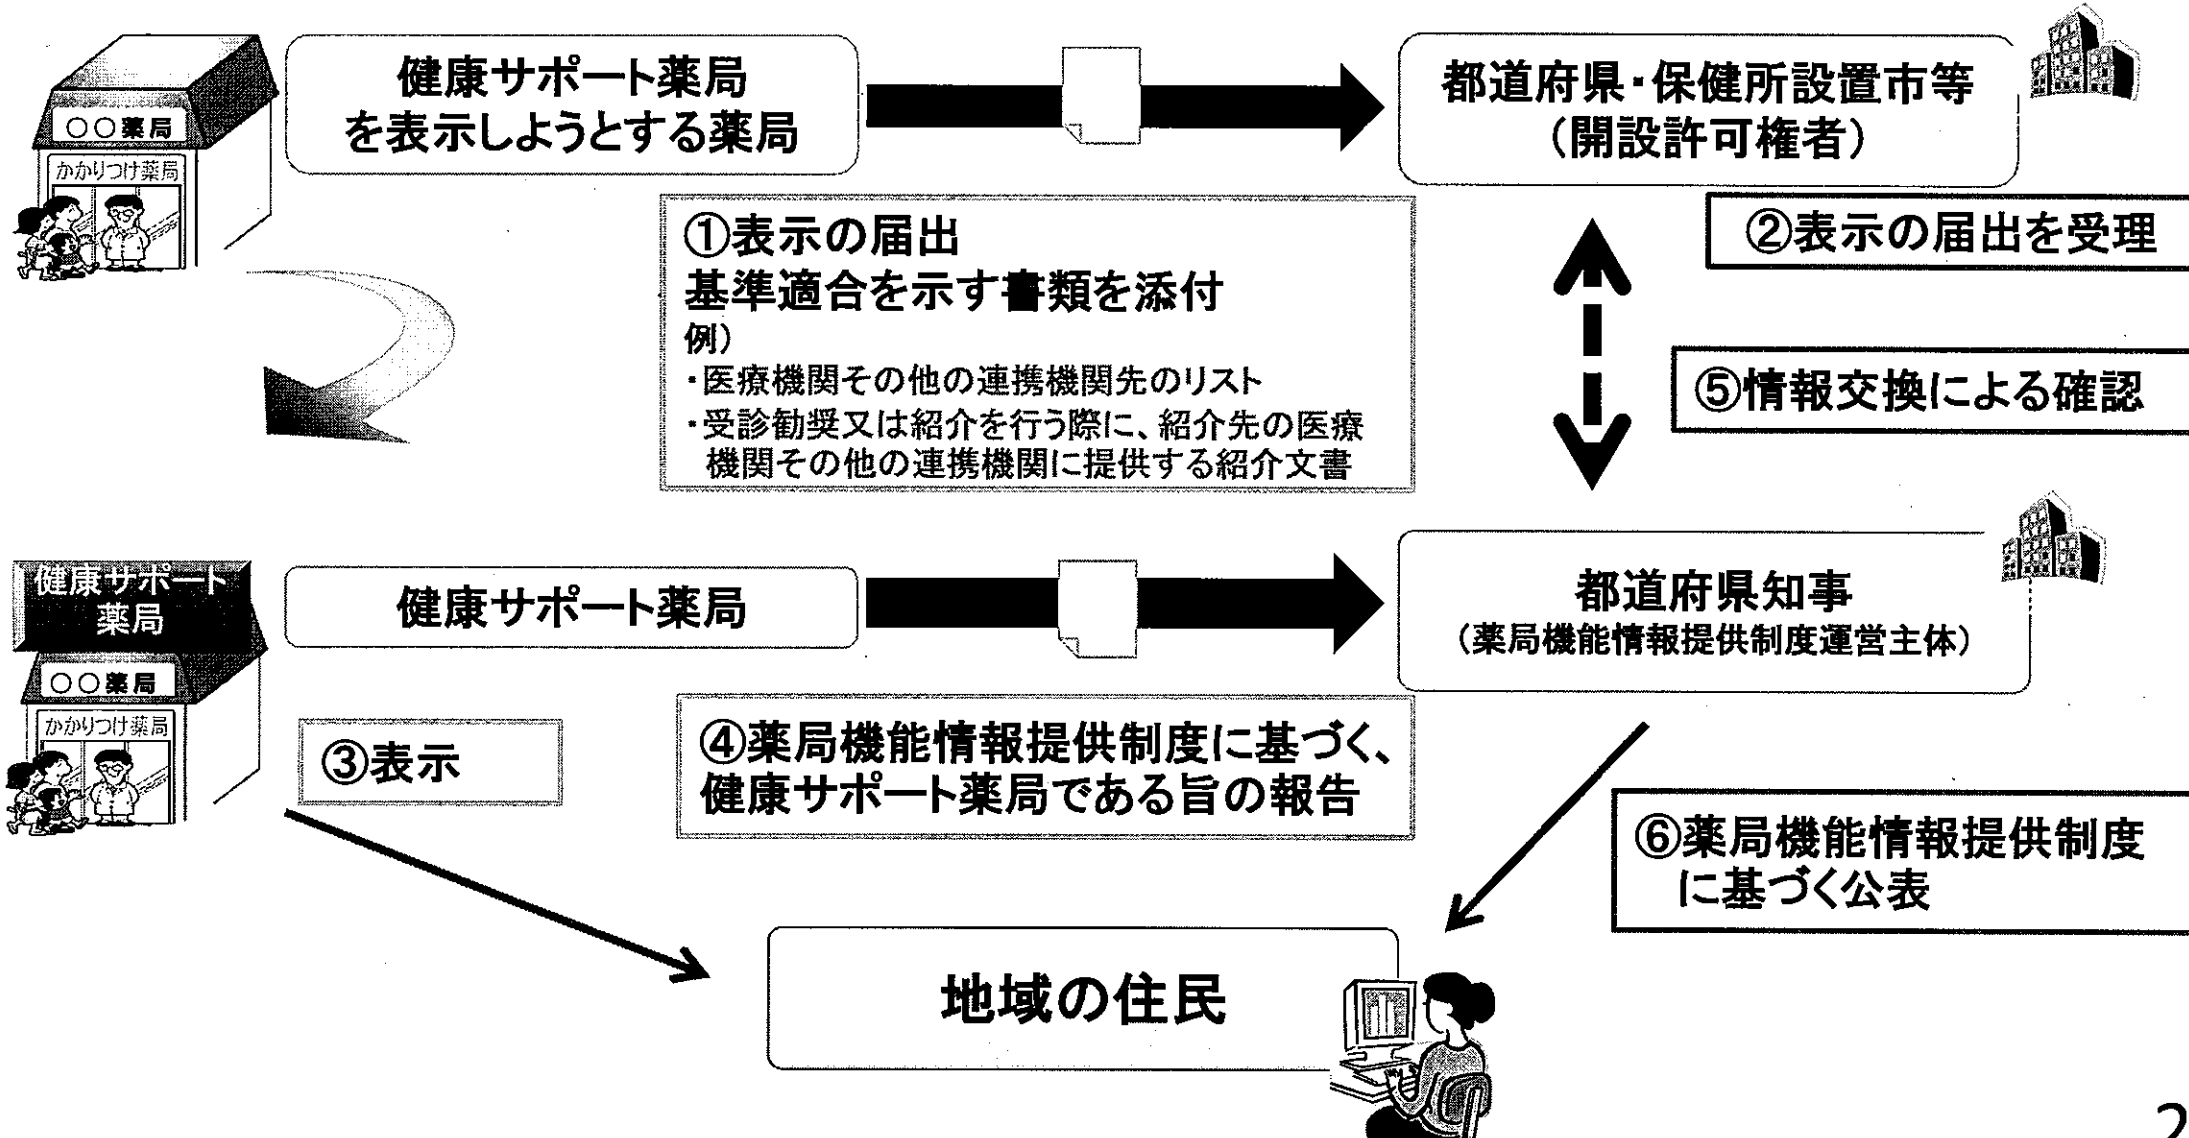 健康サポート薬局
を表示しようとする薬局
都道府県・保健所設置市等
（開設許可権者）
〇〇薬局
かかりつけ薬局
①表示の届出
基準適合を示す書類を添付
例）
・医療機関その他の連携機関先のリスト
・受診勧奨又は紹介を行う際に、紹介先の医療
機関その他の連携機関に提供する紹介文書
②表示の届出を受理
⑤情報交換による確認
健康サポート
薬局
〇〇薬局
かかりつけ薬局
健康サポート薬局
都道府県知事
（薬局機能情報提供制度運営主体）
③表示
④薬局機能情報提供制度に基づく、
健康サポート薬局である旨の報告
⑥薬局機能情報提供制度
に基づく公表
地域の住民
2